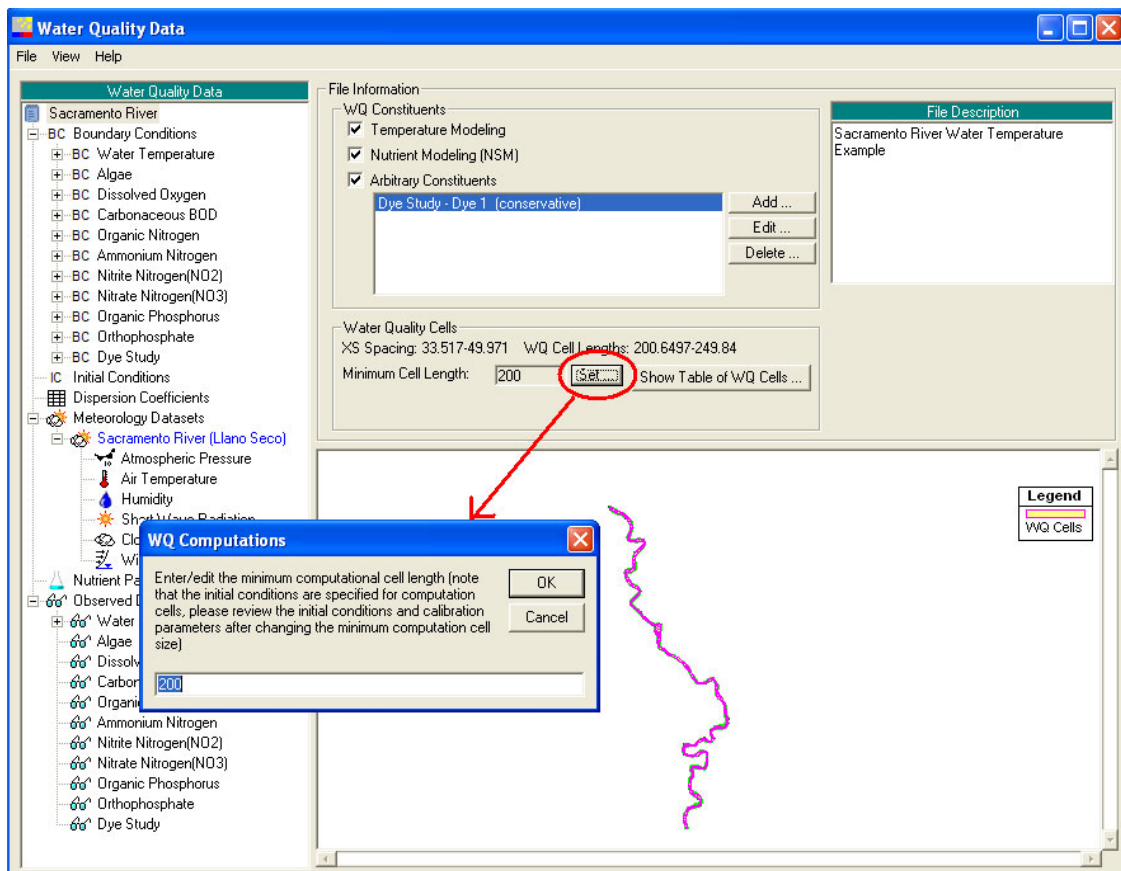 Water Quality Data
File View Help
Water Quality Data
Sacramento River
BC Boundary Conditions
BC Water Temperature
BC Algae
BC Dissolved Oxygen
BC Carbonaceous BOD
BC Organic Nitrogen
BC Ammonium Nitrogen
BC Nitrite Nitrogen(NO2)
BC Nitrate Nitrogen(NO3)
BC Organic Phosphorus
BC Orthophosphate
BC Dye Study
IC Initial Conditions
Dispersion Coefficients
Meteorology Datasets
Sacramento River (Llano Seco)
Atmospheric Pressure
Air Temperature
Humidity
Short Wave Radiation
Clo
Wi
Nutrient Pa
Observed D
Water
Algae
Dissolv
Carbon
Organi
Ammonium Nitrogen
Nitrite Nitrogen(NO2)
Nitrate Nitrogen(NO3)
Organic Phosphorus
Orthophosphate
Dye Study
File Information
WQ Constituents
Temperature Modeling
Nutrient Modeling (NSM)
Arbitrary Constituents
Dye Study - Dye 1 (conservative)
Add ...
Edit ...
Delete ...
File Description
Sacramento River Water Temperature
Example
Water Quality Cells
XS Spacing: 33.517-49.971 WQ Cell Lengths: 200.6497-249.84
Minimum Cell Length: 200 Set ... Show Table of WQ Cells ...
Legend
WQ Cells
WQ Computations
Enter/edit the minimum computational cell length (note
that the initial conditions are specified for computation
cells, please review the initial conditions and calibration
parameters after changing the minimum computation cell
size)
OK
Cancel
200